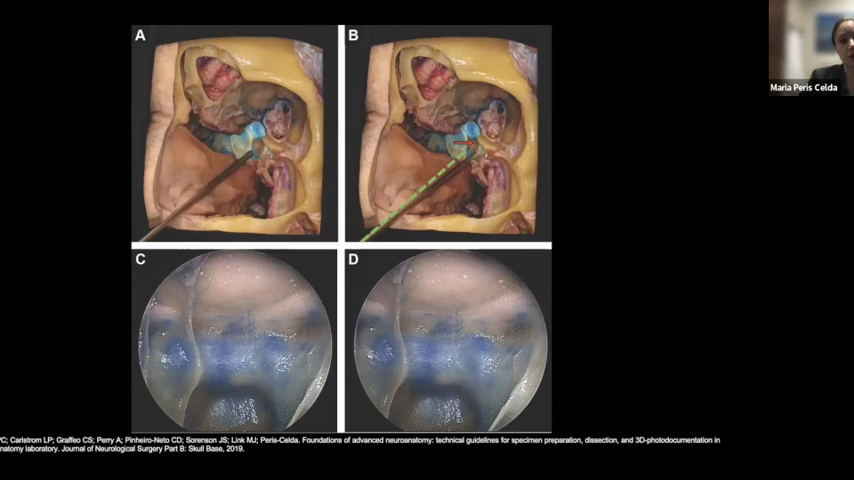 A
B
Maria Peris Celda
C
D
C; Carlstrom LP; Graffeo CS; Perry A; Pinheiro-Neto CD; Sorenson JS; Link MJ; Peris-Celda. Foundations of advanced neuroanatomy: technical guidelines for specimen preparation, dissection, and 3D-photodocumentation in
natomy laboratory. Journal of Neurological Surgery Part B: Skull Base, 2019.